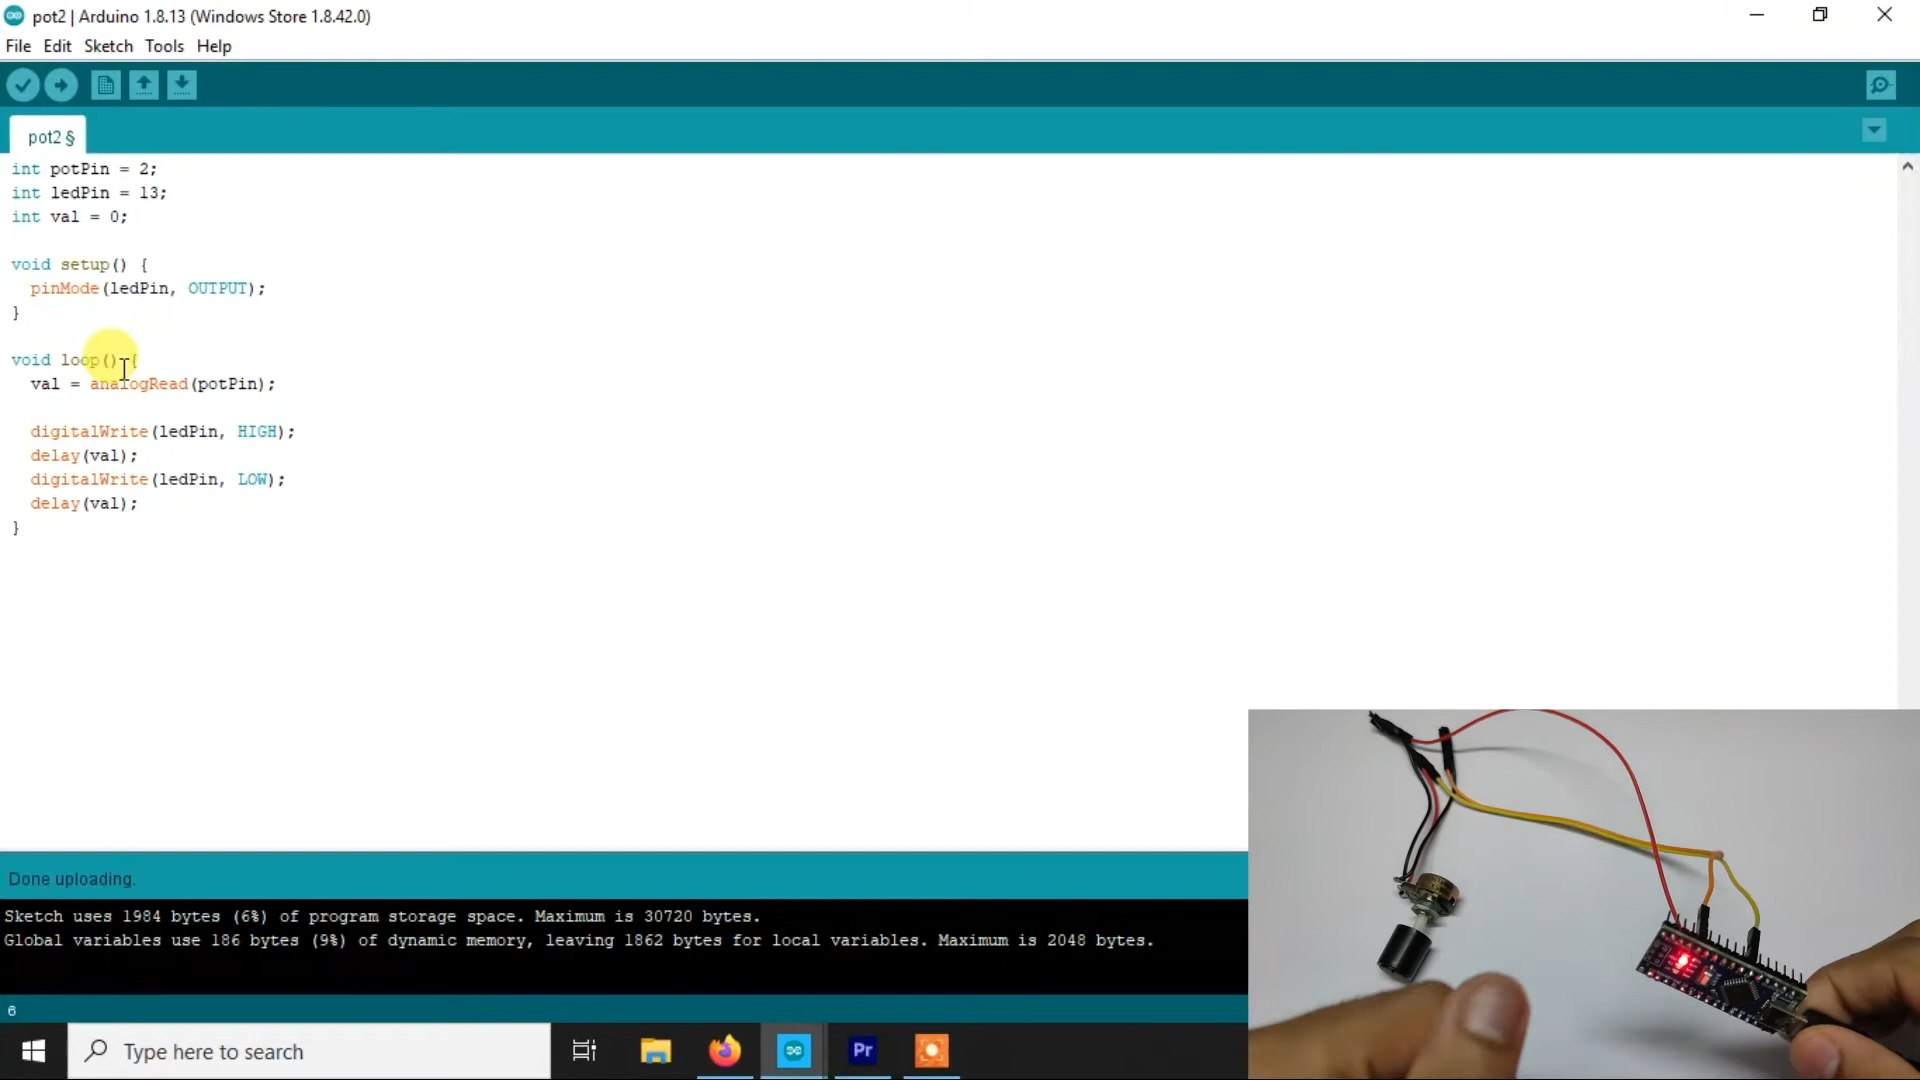 pot2 | Arduino 1.8.13 (Windows Store 1.8.42.0)
File Edit Sketch Tools Help
pot2 §
int potPin = 2;
int ledPin = 13;
int val = 0;
void setup() {
pinMode(ledPin, OUTPUT);
}
void loop() {
val = analogRead(potPin);
digitalWrite(ledPin, HIGH);
delay(val);
digitalWrite(ledPin, LOW);
delay(val);
}
Done uploading.
Sketch uses 1984 bytes (6%) of program storage space. Maximum is 30720 bytes.
Global variables use 186 bytes (9%) of dynamic memory, leaving 1862 bytes for local variables. Maximum is 2048 bytes.
6
Type here to search
Pr